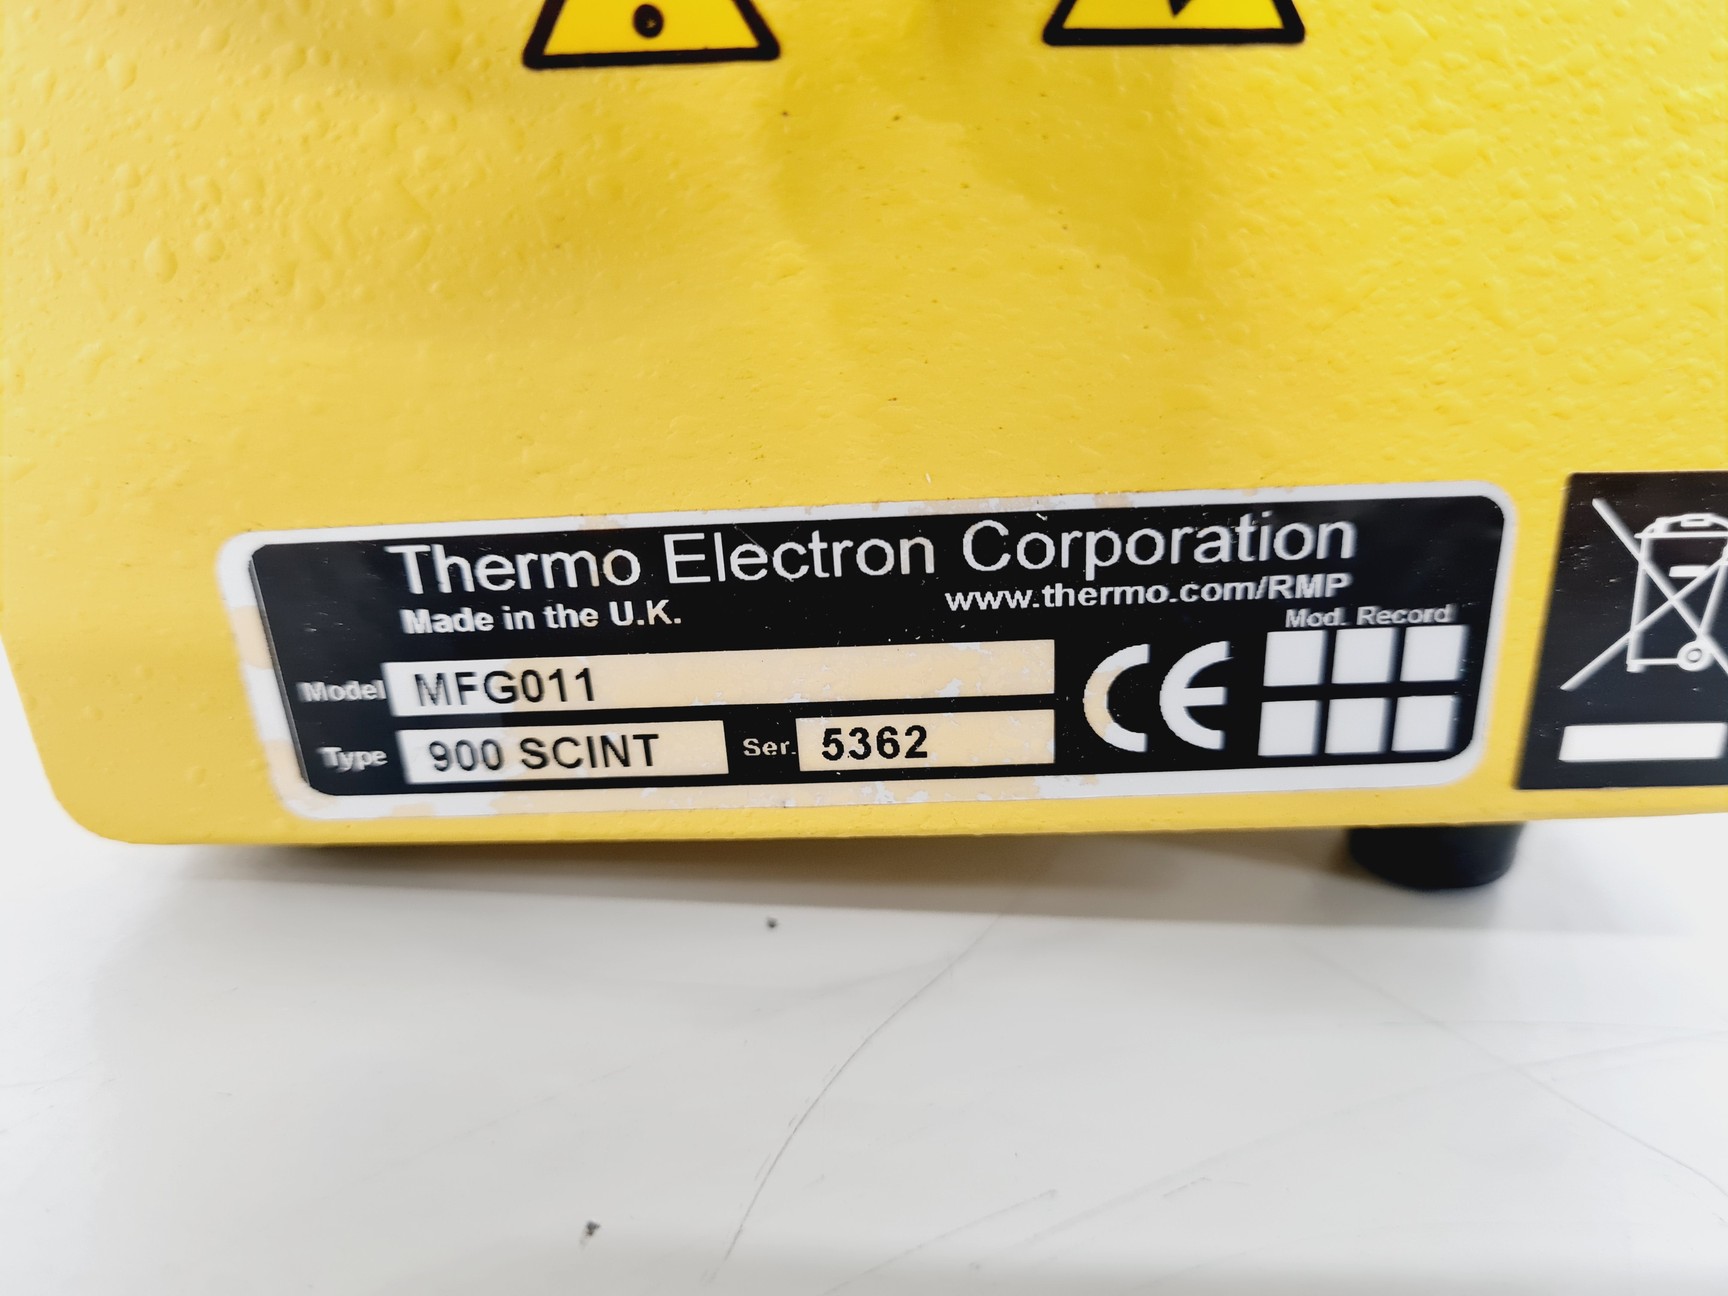 Thermo Electron Corporation
Made in the U.K.
www.thermo.com/RMP
Mod. Record
Model MFG011
Type 900 SCINT Ser. 5362
CE